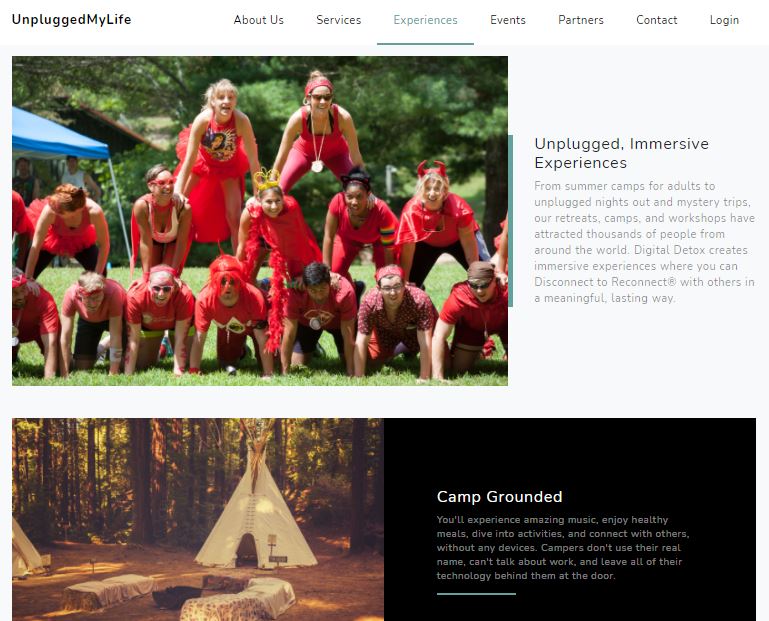 UnpluggedMyLife
About Us
Services
Experiences
Events
Partners
Contact
Login
Unplugged, Immersive
Experiences
From summer camps for adults to
unplugged nights out and mystery trips,
our retreats, camps, and workshops have
attracted thousands of people from
around the world. Digital Detox creates
immersive experiences where you can
Disconnect to Reconnect® with others in
a meaningful, lasting way.
Camp Grounded
You'll experience amazing music, enjoy healthy
meals, dive into activities, and connect with others,
without any devices. Campers don't use their real
name, can't talk about work, and leave all of their
technology behind them at the door.